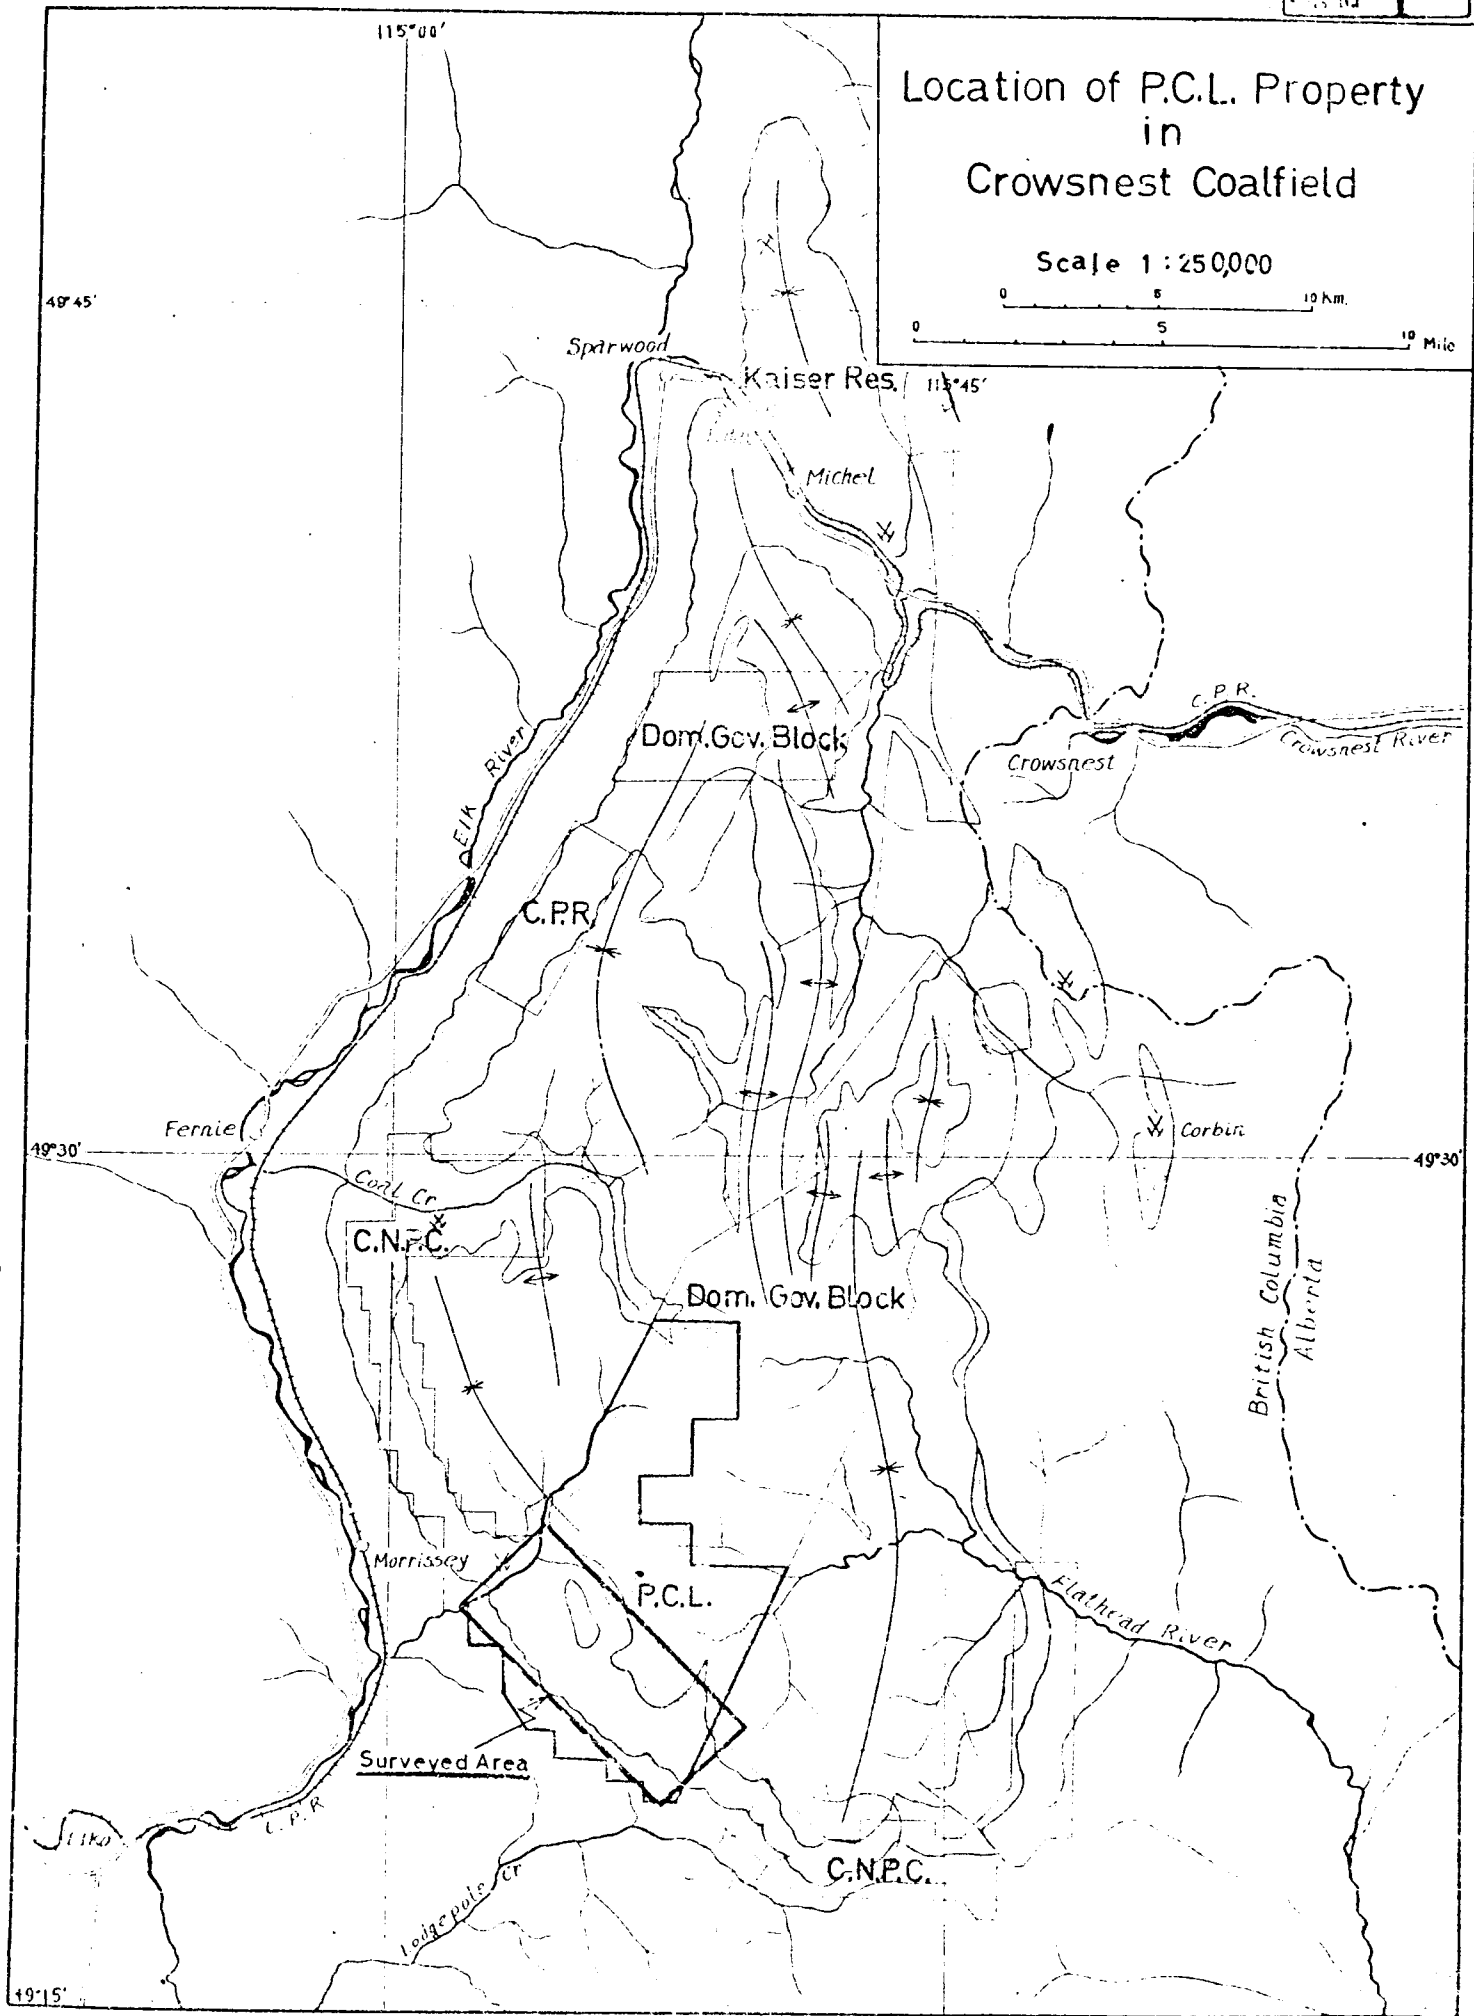 115°00'
Location of P.C.L. Property
in
Crowsnest Coalfield
Scale 1:250,000
0 5 10 Km.
0 5 10 Mile
49°45'
Sparwood
Kaiser Res.
115°45'
Michel
Dom.Gov. Block
C.P.R.
Crowsnest River
Crowsnest
Elk River
C.P.R.
Fernie
49°30'
Corbin
49°30'
Coal Cr.
C.N.P.C.
Dom. Gov. Block
British Columbia
Alberta
Morrissey
P.C.L.
Flathead River
Surveyed Area
C.P.R
Elko
C.N.P.C.
Lodgepole Cr
49°15'